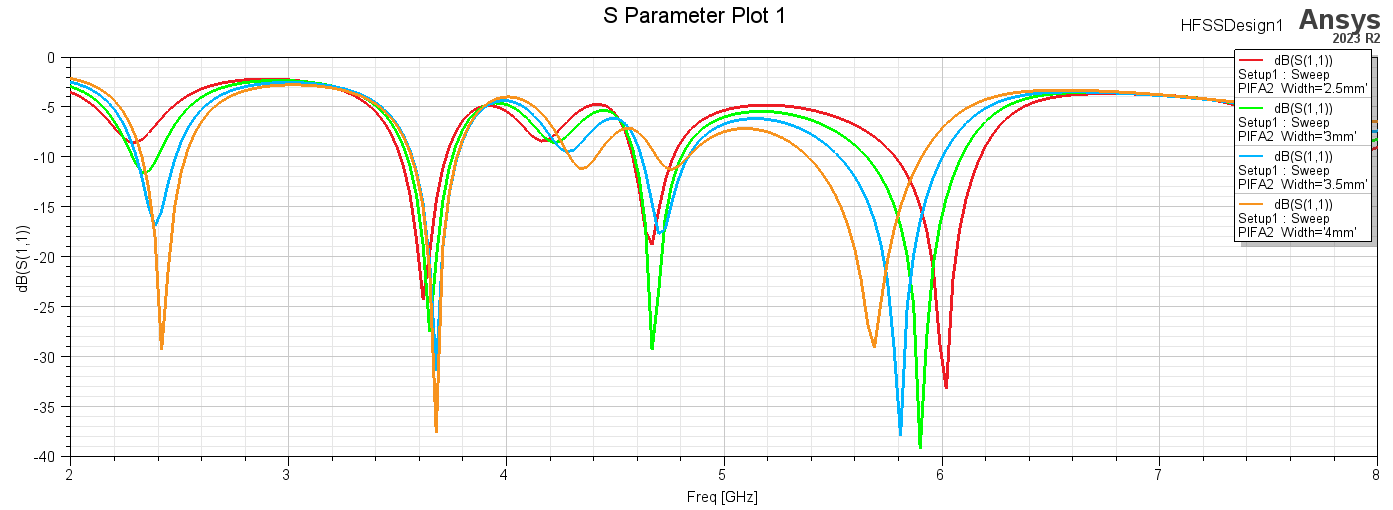 S Parameter Plot 1
HFSSDesign1
Ansys
2023 R2
dB(S(1,1))
Setup1 : Sweep
PIFA2_Width='2.5mm'
dB(S(1,1))
Setup1 : Sweep
PIFA2_Width='3mm'
dB(S(1,1))
Setup1 : Sweep
PIFA2_Width='3.5mm'
dB(S(1,1))
Setup1 : Sweep
PIFA2_Width='4mm'
dB(S(1,1))
0
-5
-10
-15
-20
-25
-30
-35
-40
2 3 4 5 6 7 8
Freq [GHz]